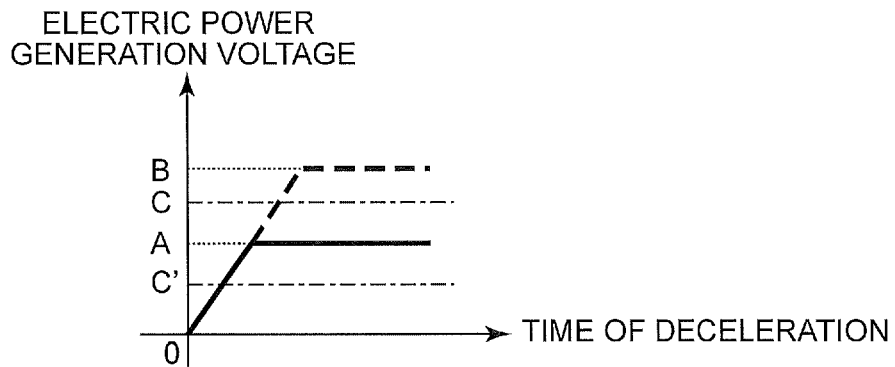 ELECTRIC POWER
GENERATION VOLTAGE
B
C
A
C’
0
TIME OF DECELERATION